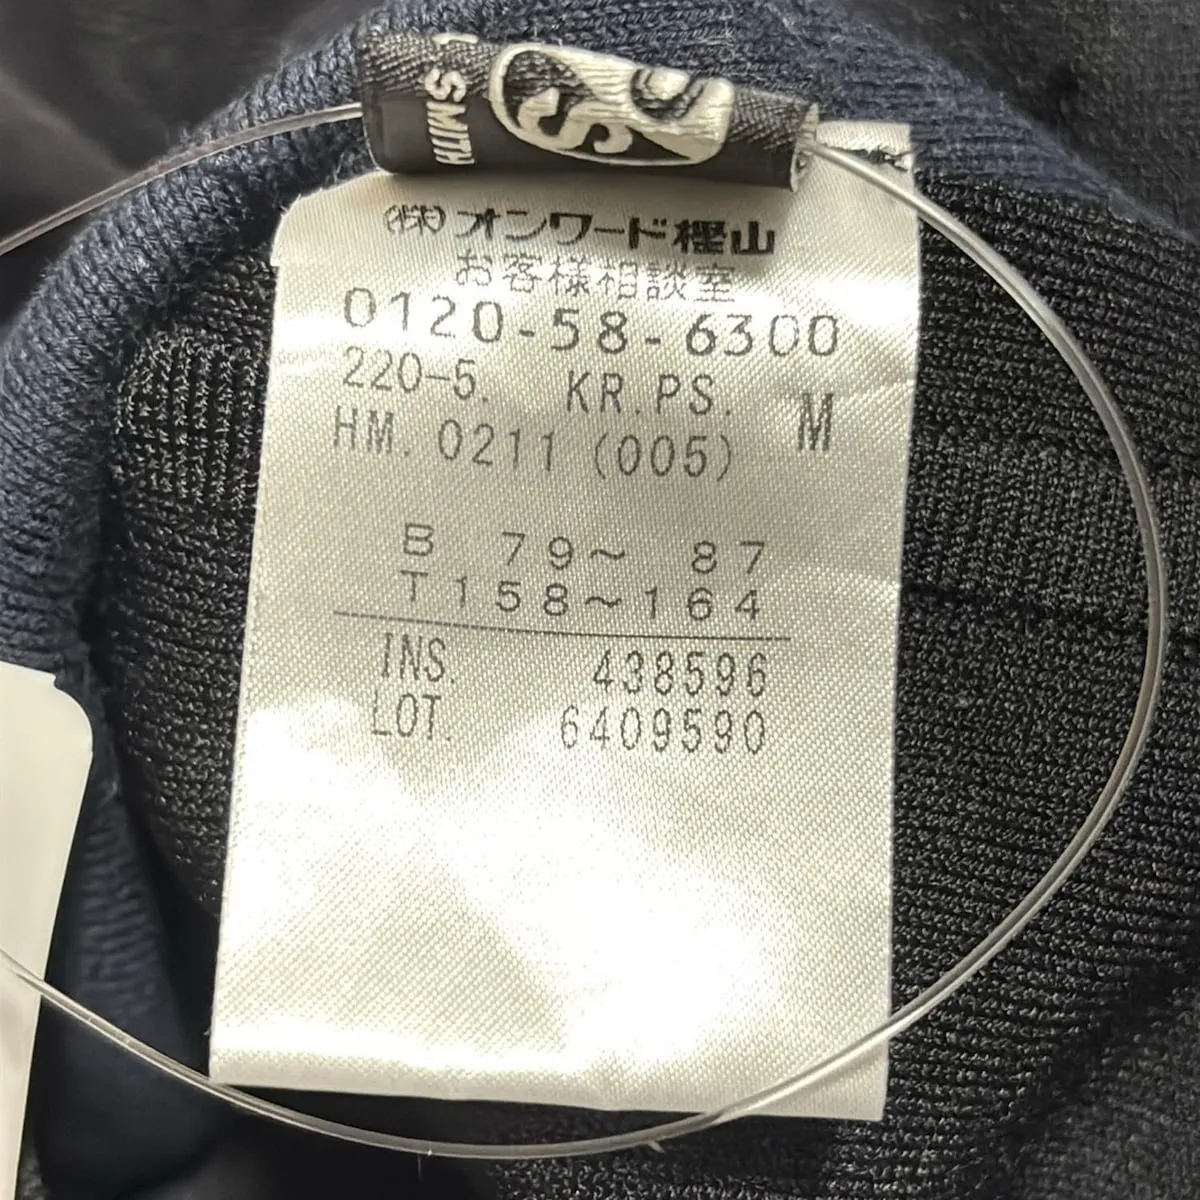 SMITH
S
(株)オンワード樫山
お客様相談室
0120-58-6300
220-5. KR.PS. M
HM. 0211 (005)
B 79～ 87
T158～164
INS. 438596
LOT. 6409590